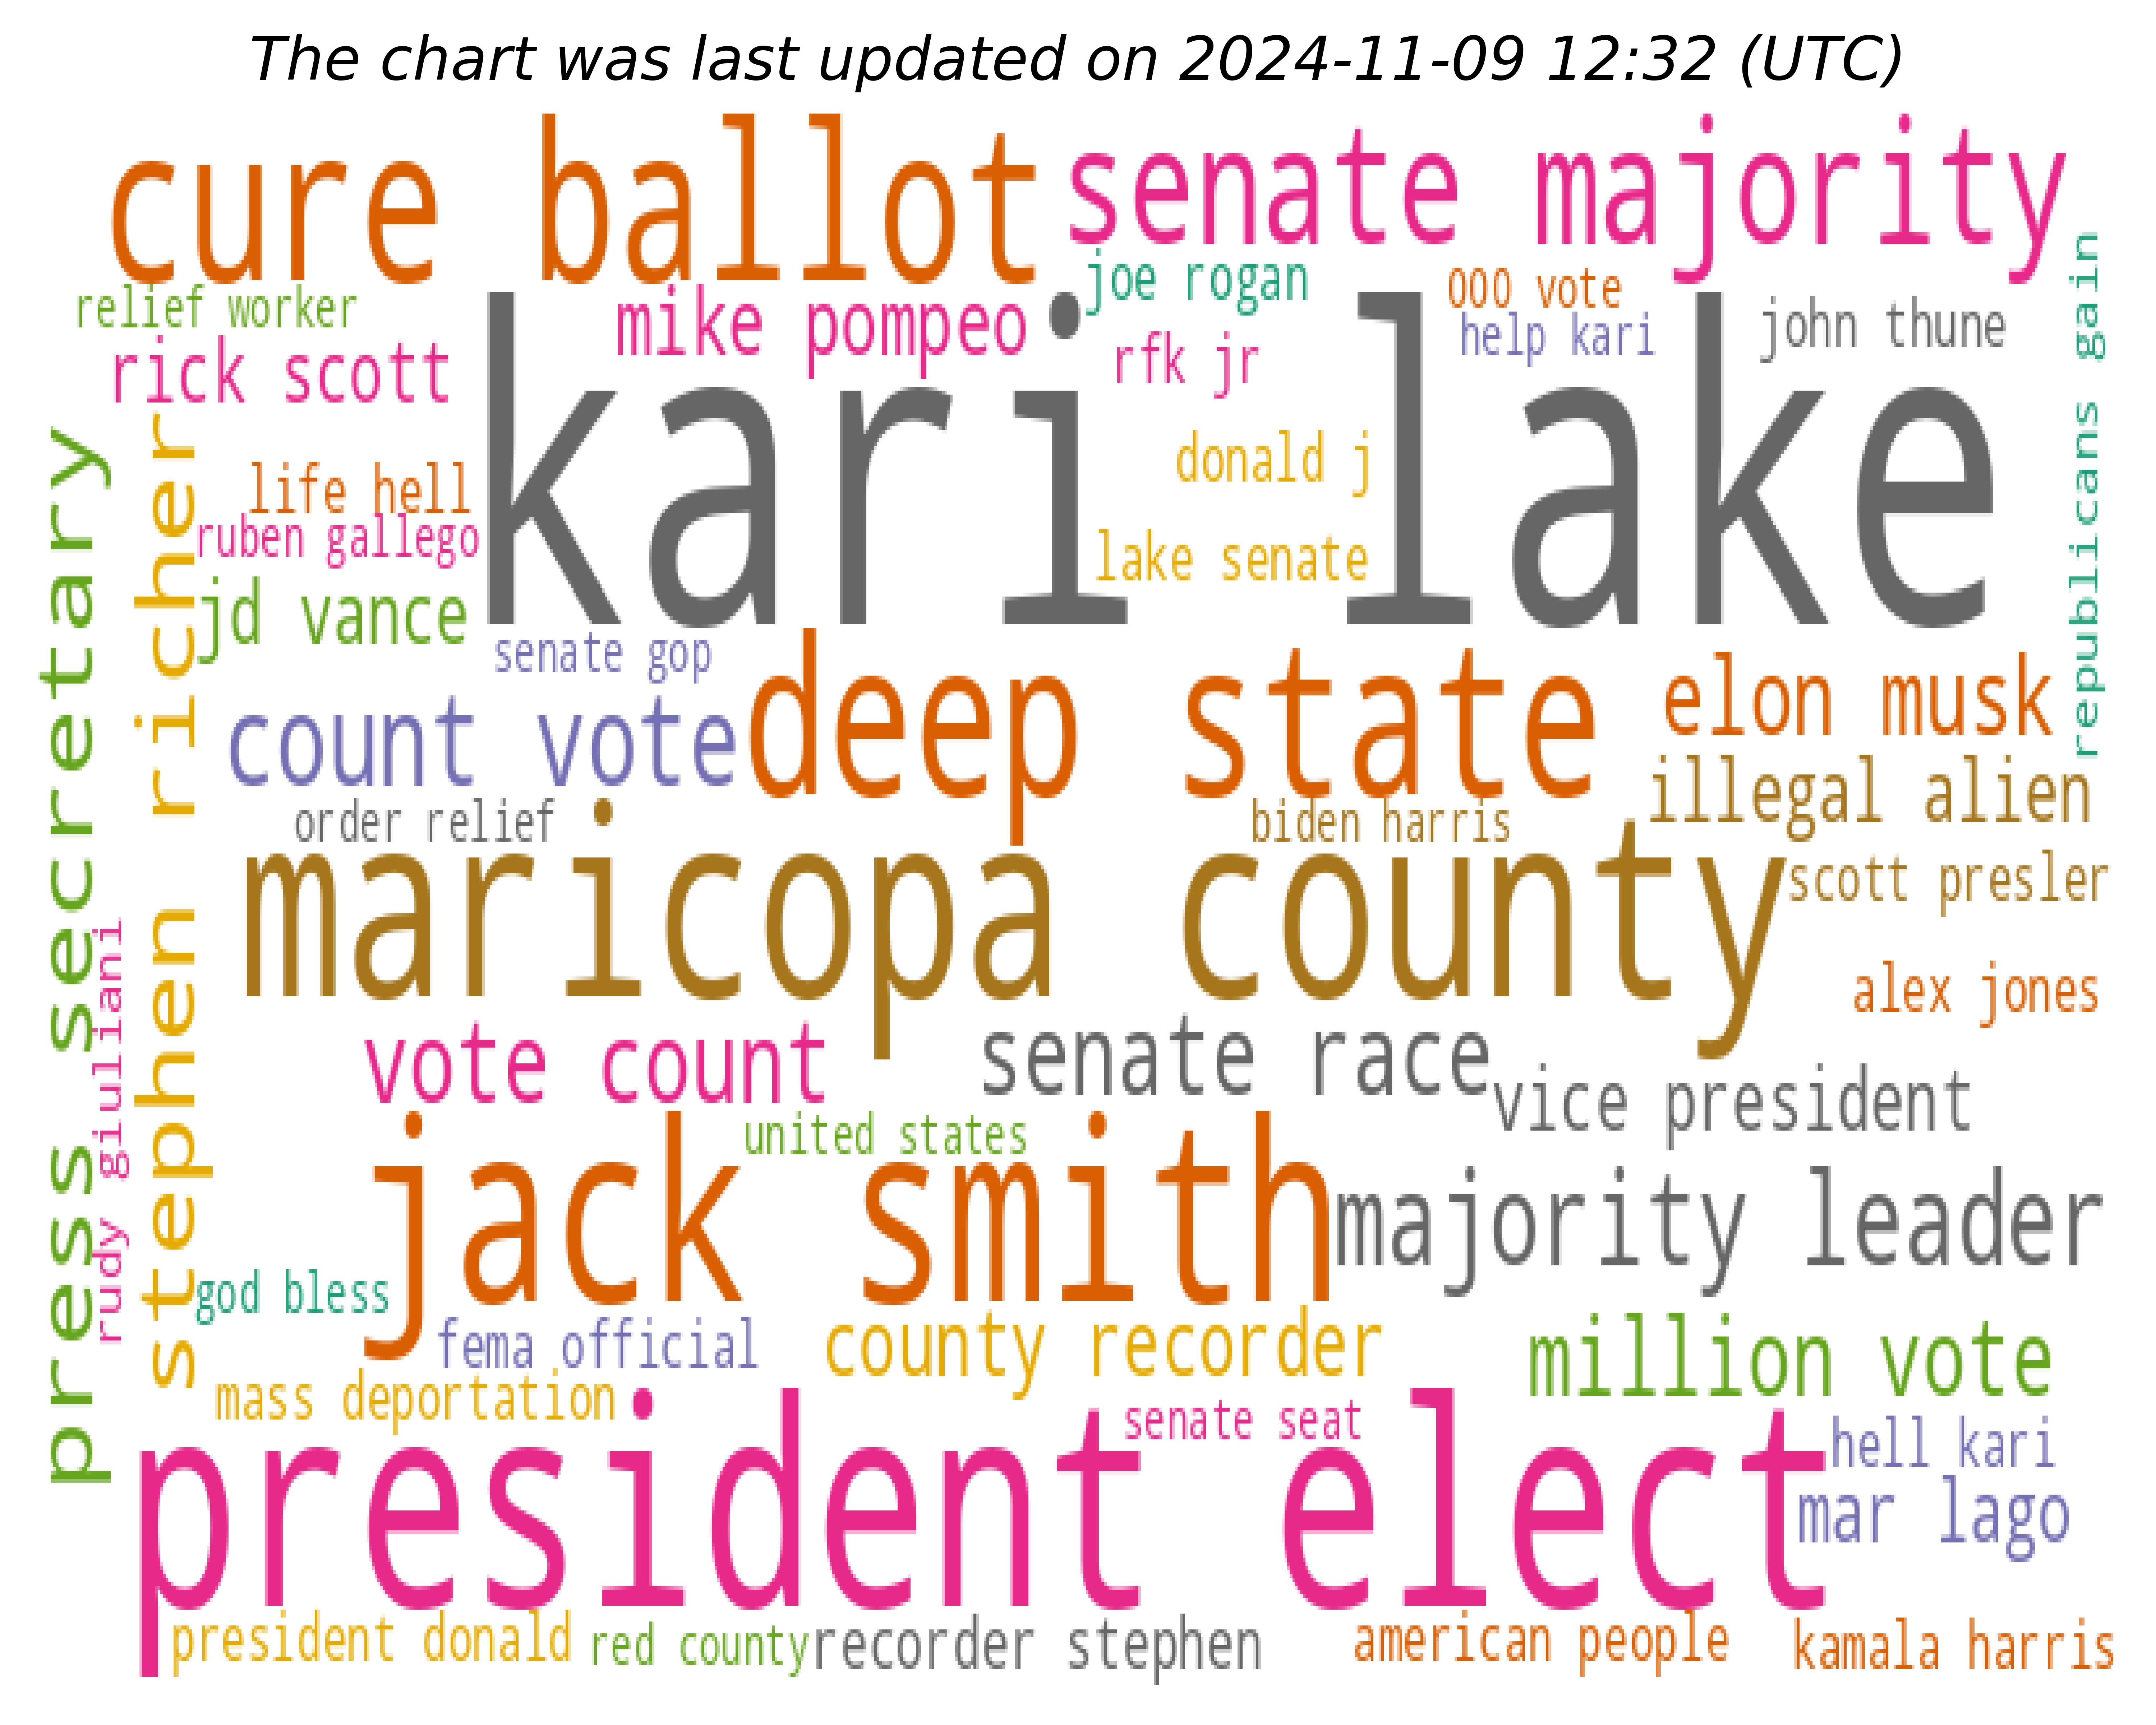 The chart was last updated on 2024-11-09 12:32 (UTC)
cure ballot
senate majority
relief worker
mike pompeo
joe rogan
000 vote
help kari
john thune
republicans gain
rick scott
rfk jr
kari lake
donald j
life hell
ruben gallego
lake senate
jd vance
press secretary
stephen richer
senate gop
count vote
deep state
elon musk
illegal alien
order relief
biden harris
maricopa county
scott presler
alex jones
rudy giuliani
vote count
senate race
vice president
united states
jack smith
majority leader
god bless
fema official
county recorder
million vote
mass deportation
senate seat
president elect
hell kari
mar lago
president donald
red county
recorder stephen
american people
kamala harris